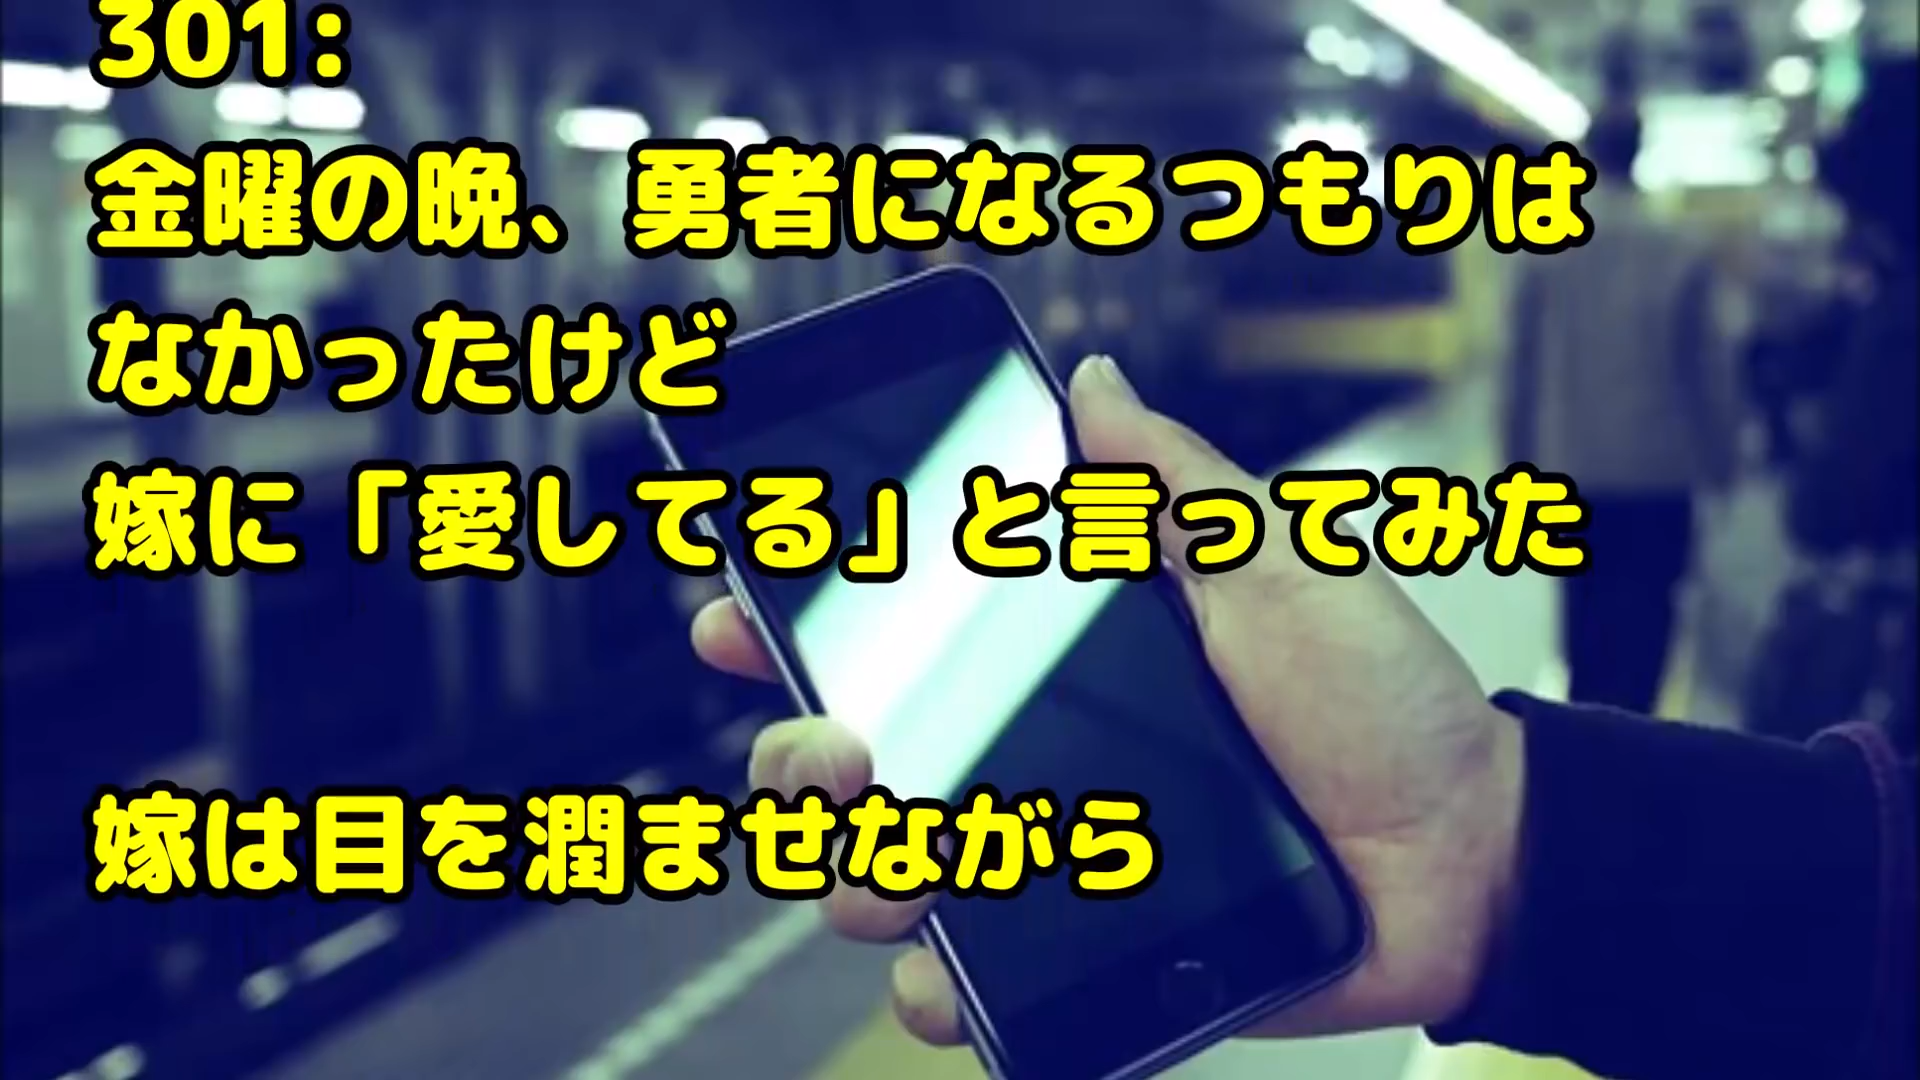 301:
金曜の晩、勇者になるつもりは
なかったけど
嫁に「愛してる」と言ってみた
嫁は目を潤ませながら